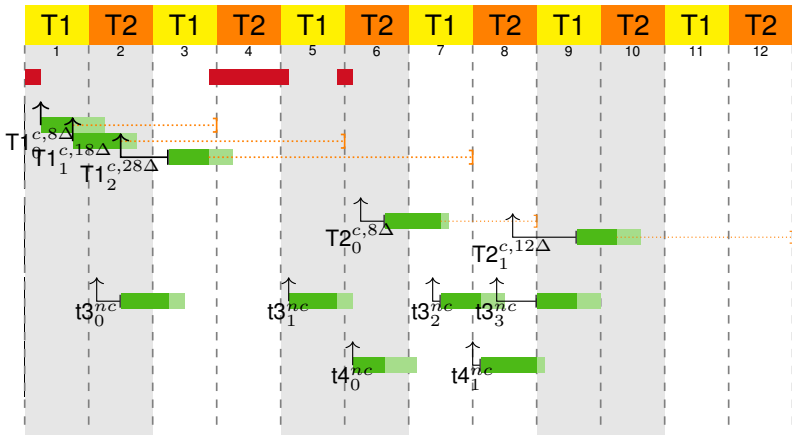 T1 T2 T1 T2 T1 T2 T1 T2 T1 T2 T1 T2
1 2 3 4 5 6 7 8 9 10 11 12
T1_0^{c,8Δ}
T1_1^{c,18Δ}
T1_2^{c,28Δ}
T2_0^{c,8Δ}
T2_1^{c,12Δ}
t3_0^{nc} t3_1^{nc} t3_2^{nc} t3_3^{nc}
t4_0^{nc} t4_1^{nc}